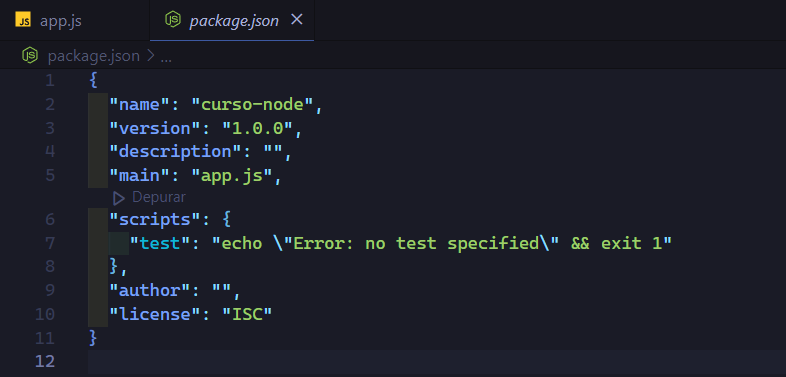 JS app.js JS package.json ×
JS package.json > ...
1 {
2 "name": "curso-node",
3 "version": "1.0.0",
4 "description": "",
5 "main": "app.js",
Depurar
6 "scripts": {
7 "test": "echo \"Error: no test specified\" && exit 1"
8 },
9 "author": "",
10 "license": "ISC"
11 }
12